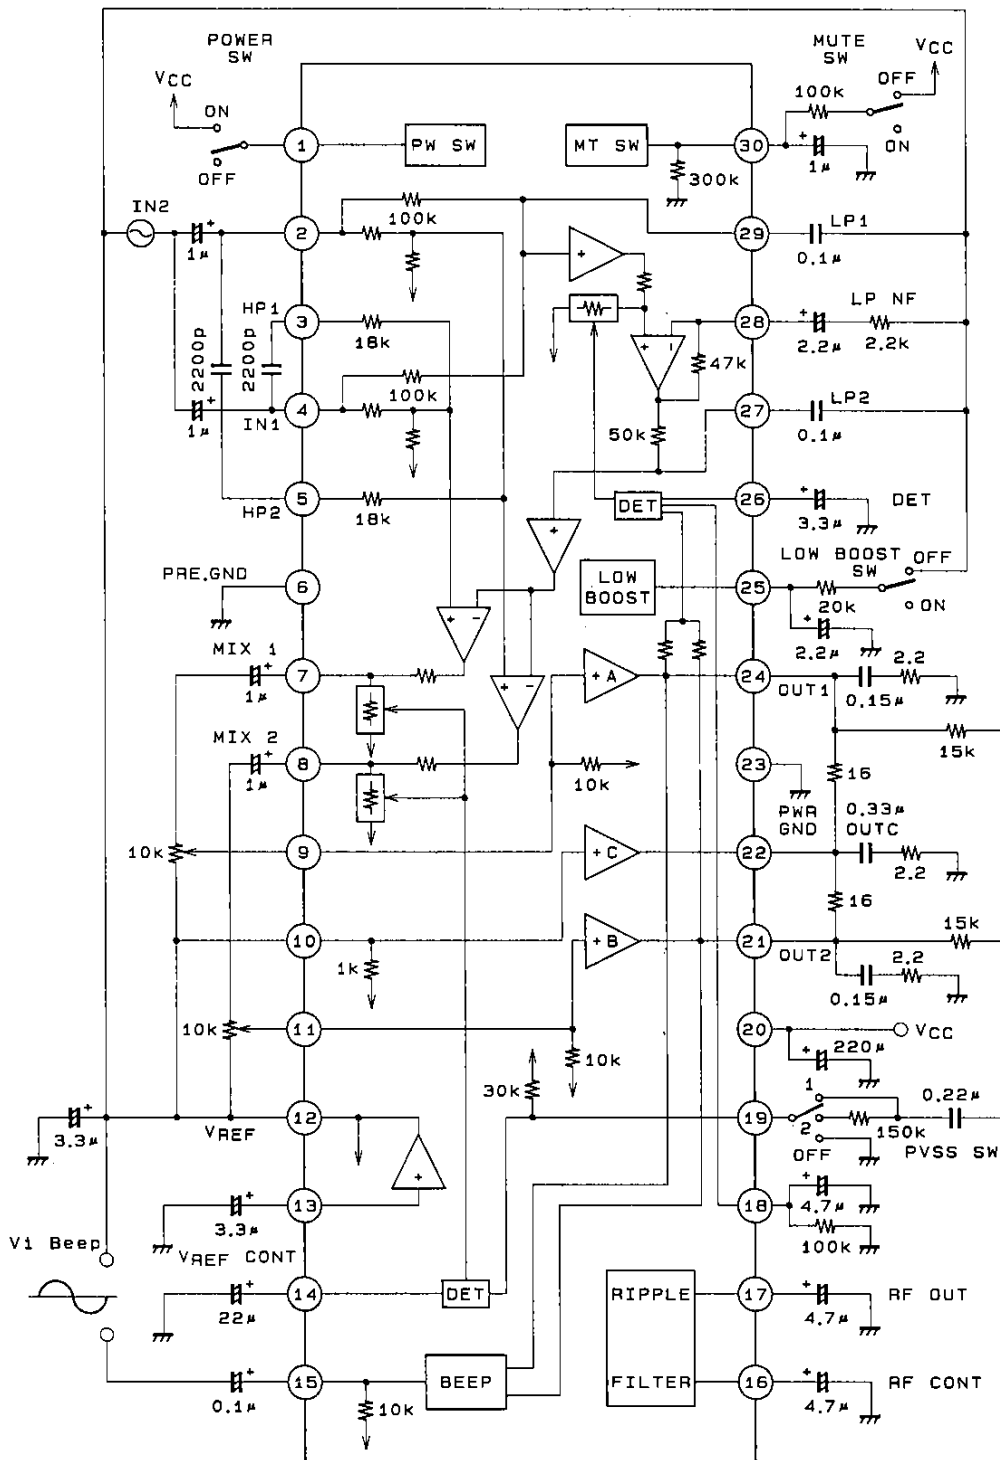 POWER SW
MUTE SW
VCC
VCC
ON
OFF
OFF
100k
ON
1
PW SW
MT SW
30
1μ
300k
IN2
1μ
2
100k
29
LP1
0.1μ
HP1
3
18k
28
LP NF
2.2μ
2.2k
47k
2200p
2200p
1μ
IN1
4
100k
27
LP2
0.1μ
50k
5
HP2
18k
DET
26
3.3μ
DET
PRE.GND
6
LOW BOOST
25
LOW BOOST SW
OFF
20k
ON
2.2μ
MIX 1
1μ
7
A
24
OUT1
2.2
0.15μ
15k
MIX 2
1μ
8
10k
23
PWR GND
16
0.33μ
OUTC
10k
9
C
22
2.2
16
10
1k
B
21
OUT2
15k
2.2
0.15μ
10k
11
10k
20
VCC
220μ
30k
3.3μ
12
VREF
19
1
2
OFF
150k
0.22μ
PVSS SW
3.3μ
13
VREF CONT
18
4.7μ
100k
V1 Beep
22μ
14
DET
RIPPLE
FILTER
17
4.7μ
RF OUT
0.1μ
15
10k
BEEP
16
4.7μ
RF CONT